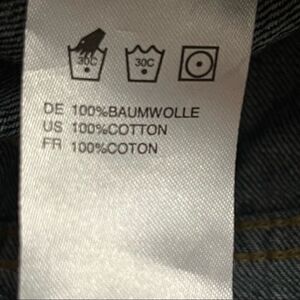 30C 30C
DE 100%BAUMWOLLE
US 100%COTTON
FR 100%COTON